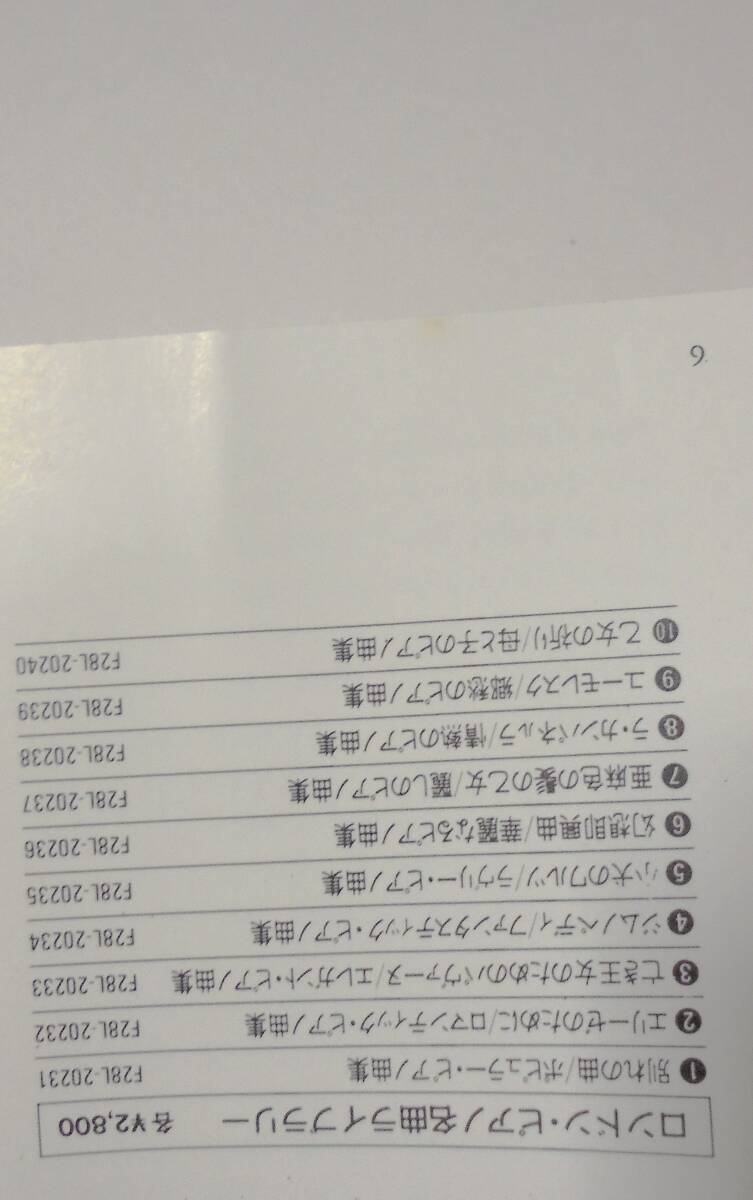 ロンドン・ピアノ名曲ライブラリー 各¥2,800
❶ 別れの曲/ポピュラー・ピアノ曲集 F28L-20231
❷ エリーゼのために/ロマンティック・ピアノ曲集 F28L-20232
❸ 亡き王女のためのパヴァーヌ/エレガント・ピアノ曲集 F28L-20233
❹ ジムノペディ/ファンタスティック・ピアノ曲集 F28L-20234
❺ 小犬のワルツ/ラヴリー・ピアノ曲集 F28L-20235
❻ 幻想即興曲/華麗なるピアノ曲集 F28L-20236
❼ 亜麻色の髪の乙女/麗しのピアノ曲集 F28L-20237
❽ ラ・カンパネルラ/情熱のピアノ曲集 F28L-20238
❾ ユーモレスク/郷愁のピアノ曲集 F28L-20239
❿ 乙女の祈り/母と子のピアノ曲集 F28L-20240
6